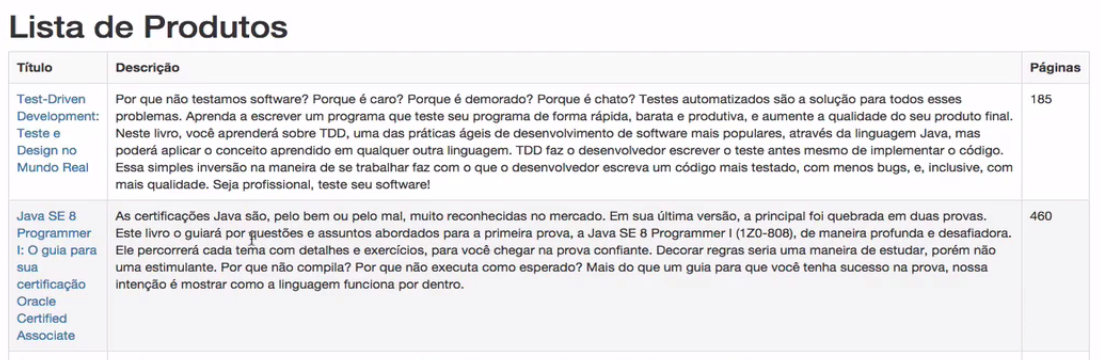 Lista de Produtos
Título Descrição Páginas
Test-Driven
Development:
Teste e
Design no
Mundo Real
Por que não testamos software? Porque é caro? Porque é demorado? Porque é chato? Testes automatizados são a solução para todos esses
problemas. Aprenda a escrever um programa que teste seu programa de forma rápida, barata e produtiva, e aumente a qualidade do seu produto final.
Neste livro, você aprenderá sobre TDD, uma das práticas ágeis de desenvolvimento de software mais populares, através da linguagem Java, mas
poderá aplicar o conceito aprendido em qualquer outra linguagem. TDD faz o desenvolvedor escrever o teste antes mesmo de implementar o código.
Essa simples inversão na maneira de se trabalhar faz com o que o desenvolvedor escreva um código mais testado, com menos bugs, e, inclusive, com
mais qualidade. Seja profissional, teste seu software!
185
Java SE 8
Programmer
I: O guia para
sua
certificação
Oracle
Certified
Associate
As certificações Java são, pelo bem ou pelo mal, muito reconhecidas no mercado. Em sua última versão, a principal foi quebrada em duas provas.
Este livro o guiará por questões e assuntos abordados para a primeira prova, a Java SE 8 Programmer I (1Z0-808), de maneira profunda e desafiadora.
Ele percorrerá cada tema com detalhes e exercícios, para você chegar na prova confiante. Decorar regras seria uma maneira de estudar, porém não
uma estimulante. Por que não compila? Por que não executa como esperado? Mais do que um guia para que você tenha sucesso na prova, nossa
intenção é mostrar como a linguagem funciona por dentro.
460